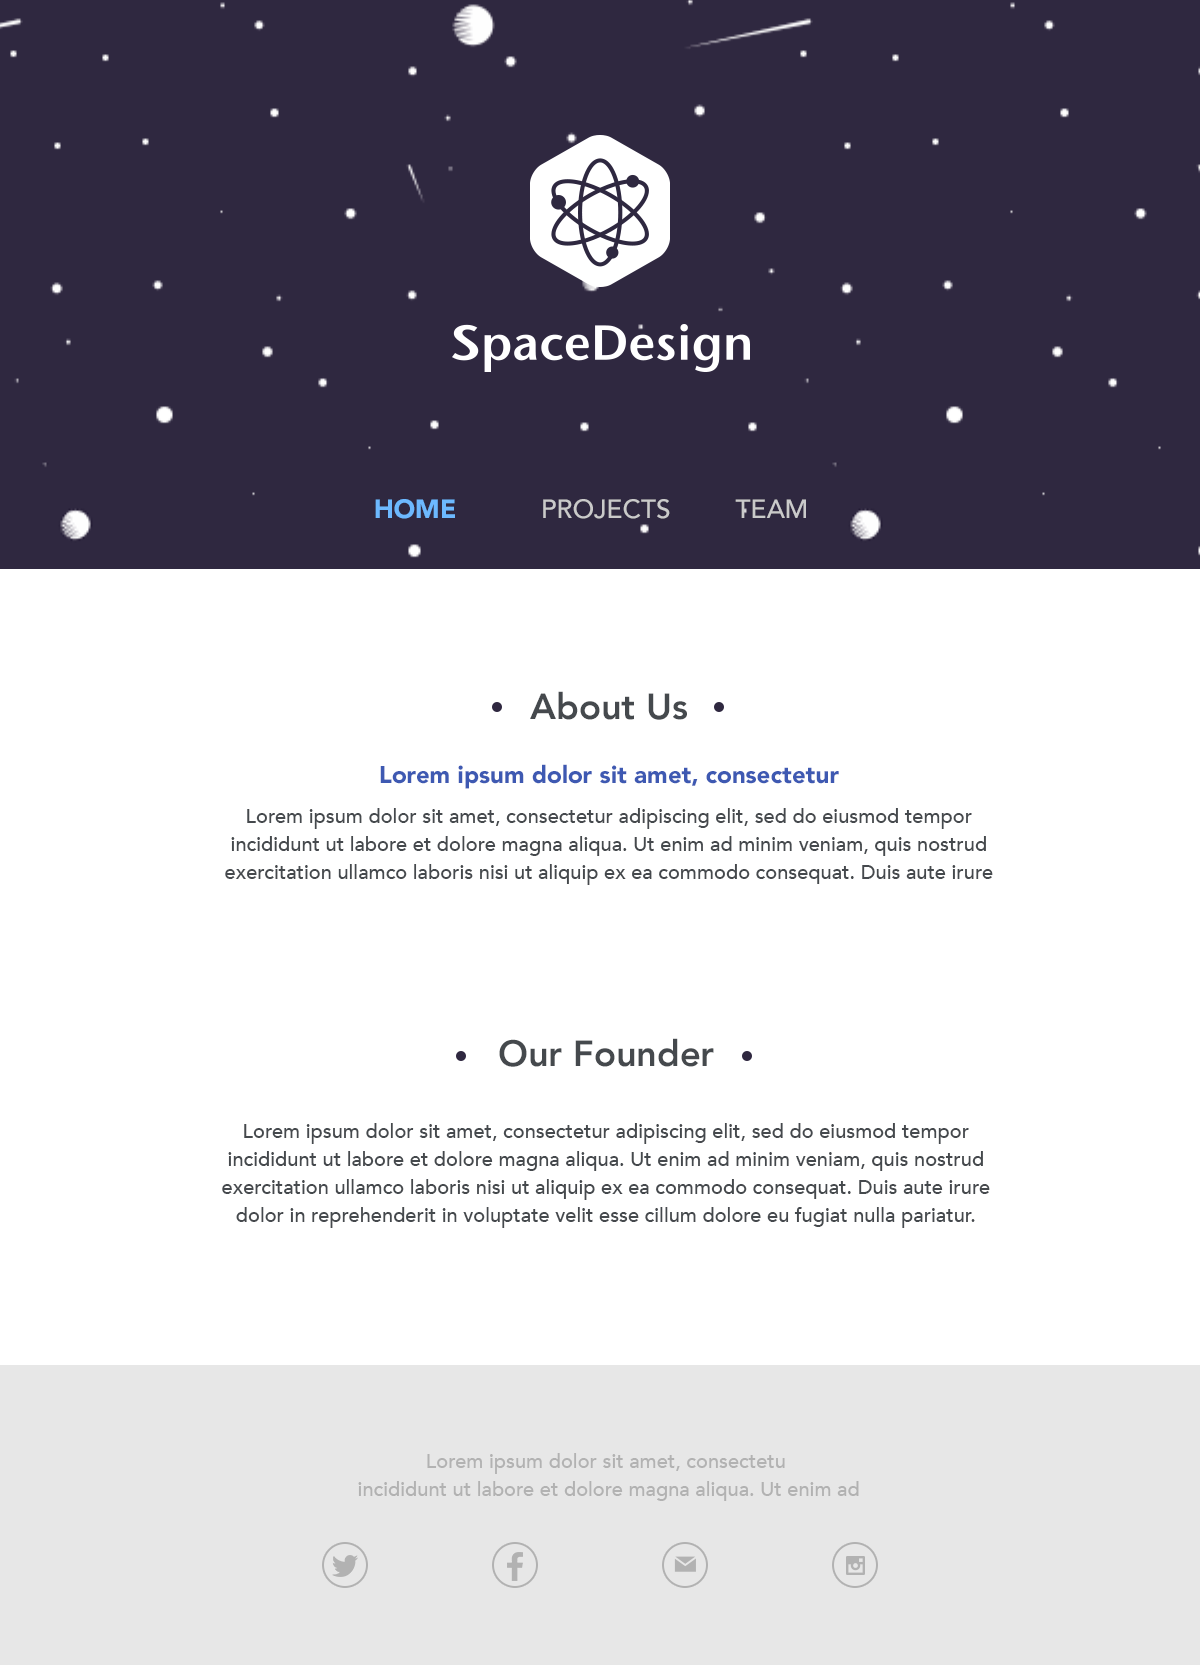 SpaceDesign
HOME PROJECTS TEAM
About Us
Lorem ipsum dolor sit amet, consectetur
Lorem ipsum dolor sit amet, consectetur adipiscing elit, sed do eiusmod tempor
incididunt ut labore et dolore magna aliqua. Ut enim ad minim veniam, quis nostrud
exercitation ullamco laboris nisi ut aliquip ex ea commodo consequat. Duis aute irure
Our Founder
Lorem ipsum dolor sit amet, consectetur adipiscing elit, sed do eiusmod tempor
incididunt ut labore et dolore magna aliqua. Ut enim ad minim veniam, quis nostrud
exercitation ullamco laboris nisi ut aliquip ex ea commodo consequat. Duis aute irure
dolor in reprehenderit in voluptate velit esse cillum dolore eu fugiat nulla pariatur.
Lorem ipsum dolor sit amet, consectetu
incididunt ut labore et dolore magna aliqua. Ut enim ad